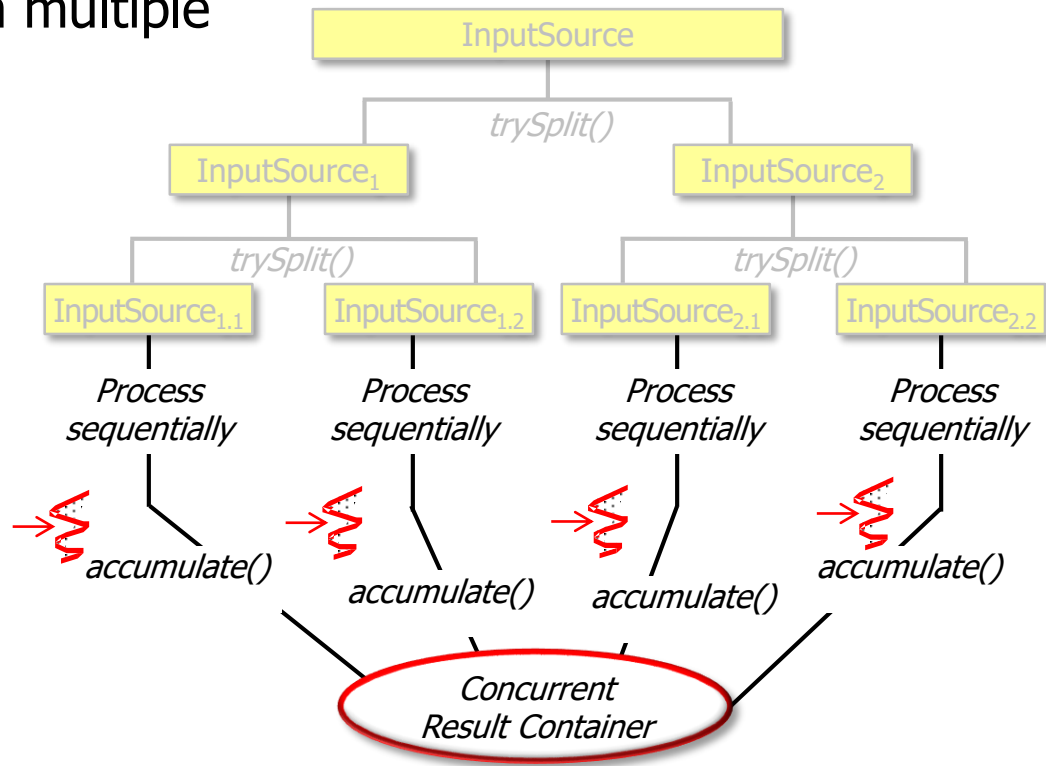 multiple
InputSource
trySplit()
InputSource₁
InputSource₂
trySplit()
trySplit()
InputSource₁.₁
InputSource₁.₂
InputSource₂.₁
InputSource₂.₂
Process
sequentially
Process
sequentially
Process
sequentially
Process
sequentially
accumulate()
accumulate()
accumulate()
accumulate()
Concurrent
Result Container